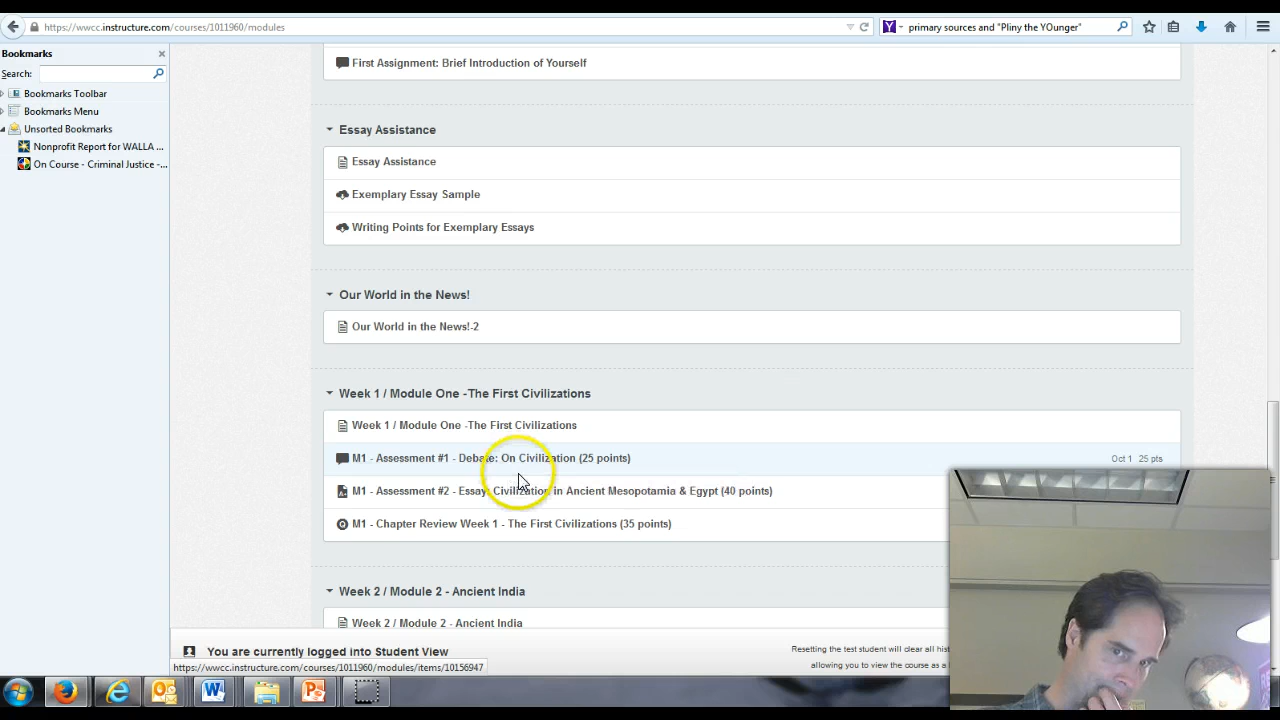 https://wwcc.instructure.com/courses/1011960/modules
primary sources and "Pliny the YOunger"
Bookmarks
Search:
Bookmarks Toolbar
Bookmarks Menu
Unsorted Bookmarks
Nonprofit Report for WALLA ...
On Course - Criminal Justice -...
First Assignment: Brief Introduction of Yourself
Essay Assistance
Essay Assistance
Exemplary Essay Sample
Writing Points for Exemplary Essays
Our World in the News!
Our World in the News!-2
Week 1 / Module One -The First Civilizations
Week 1 / Module One -The First Civilizations
M1 - Assessment #1 - Debate: On Civilization (25 points)
Oct 1 25 pts
M1 - Assessment #2 - Essay: Civilization in Ancient Mesopotamia & Egypt (40 points)
M1 - Chapter Review Week 1 - The First Civilizations (35 points)
Week 2 / Module 2 - Ancient India
Week 2 / Module 2 - Ancient India
You are currently logged into Student View
Resetting the test student will clear all his
allowing you to view the course as a
https://wwcc.instructure.com/courses/1011960/modules/items/10156947